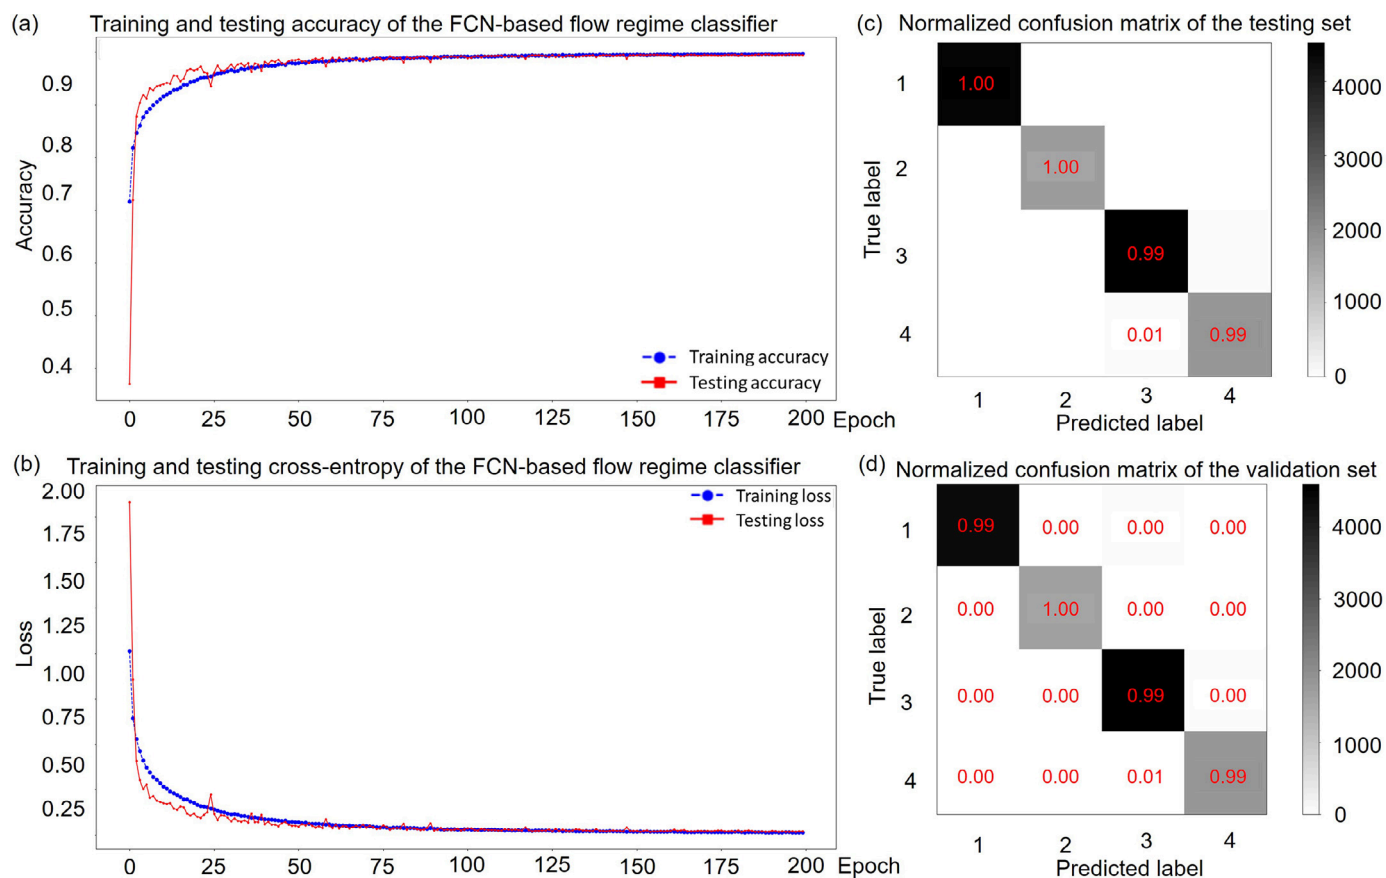 (a) Training and testing accuracy of the FCN-based flow regime classifier
0.9
0.8
0.7
0.6
0.5
0.4
Accuracy
Training accuracy
Testing accuracy
0 25 50 75 100 125 150 175 200 Epoch
(b) Training and testing cross-entropy of the FCN-based flow regime classifier
2.00
1.75
1.50
1.25
1.00
0.75
0.50
0.25
Loss
Training loss
Testing loss
0 25 50 75 100 125 150 175 200 Epoch
(c) Normalized confusion matrix of the testing set
True label
1 1.00
2 1.00
3 0.99
4 0.01 0.99
1 2 3 4
Predicted label
4000
3000
2000
1000
0
(d) Normalized confusion matrix of the validation set
True label
1 0.99 0.00 0.00 0.00
2 0.00 1.00 0.00 0.00
3 0.00 0.00 0.99 0.00
4 0.00 0.00 0.01 0.99
1 2 3 4
Predicted label
4000
3000
2000
1000
0